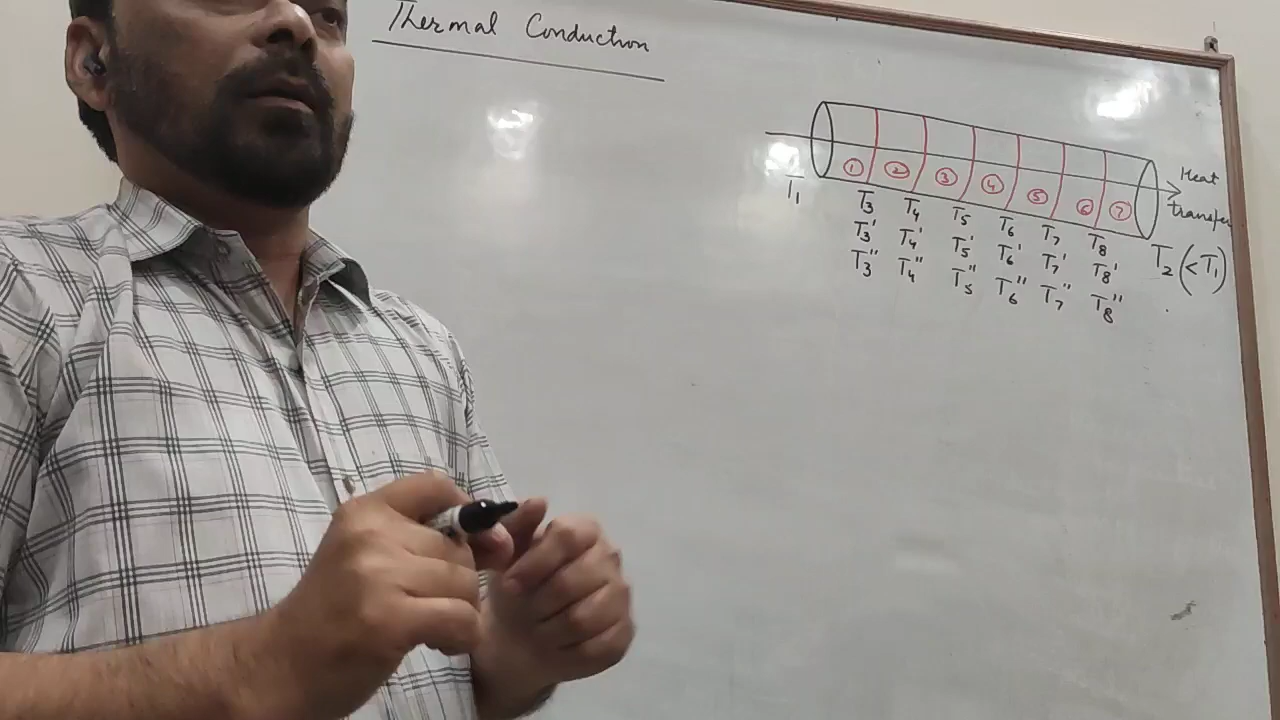 Thermal Conduction
① ② ③ ④ ⑤ ⑥ ⑦
Heat
transfer
T₁
T₃ T₄ T₅ T₆ T₇ T₈
T₃' T₄' T₅' T₆' T₇' T₈'
T₃'' T₄'' T₅'' T₆'' T₇'' T₈''
T₂ (<T₁)